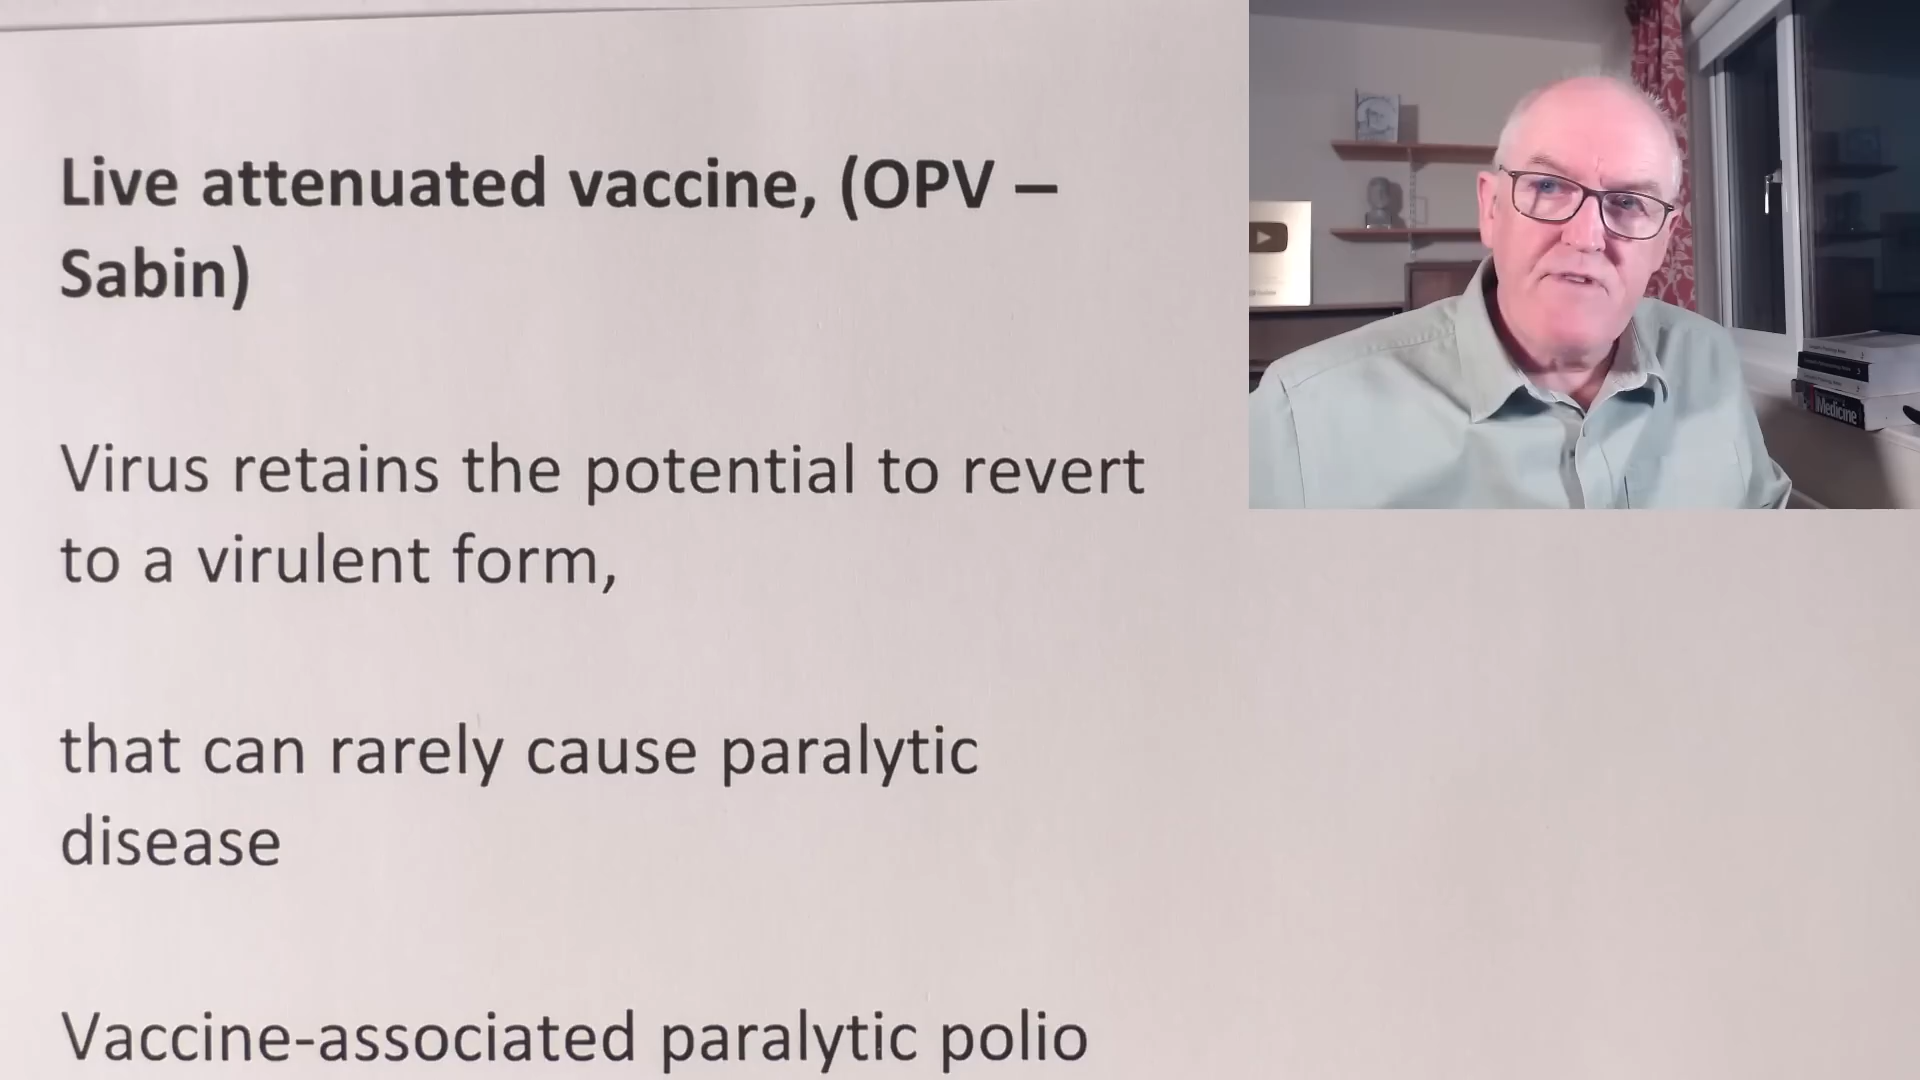 Live attenuated vaccine, (OPV –
Sabin)
Virus retains the potential to revert
to a virulent form,
that can rarely cause paralytic
disease
Vaccine-associated paralytic polio
Medicine